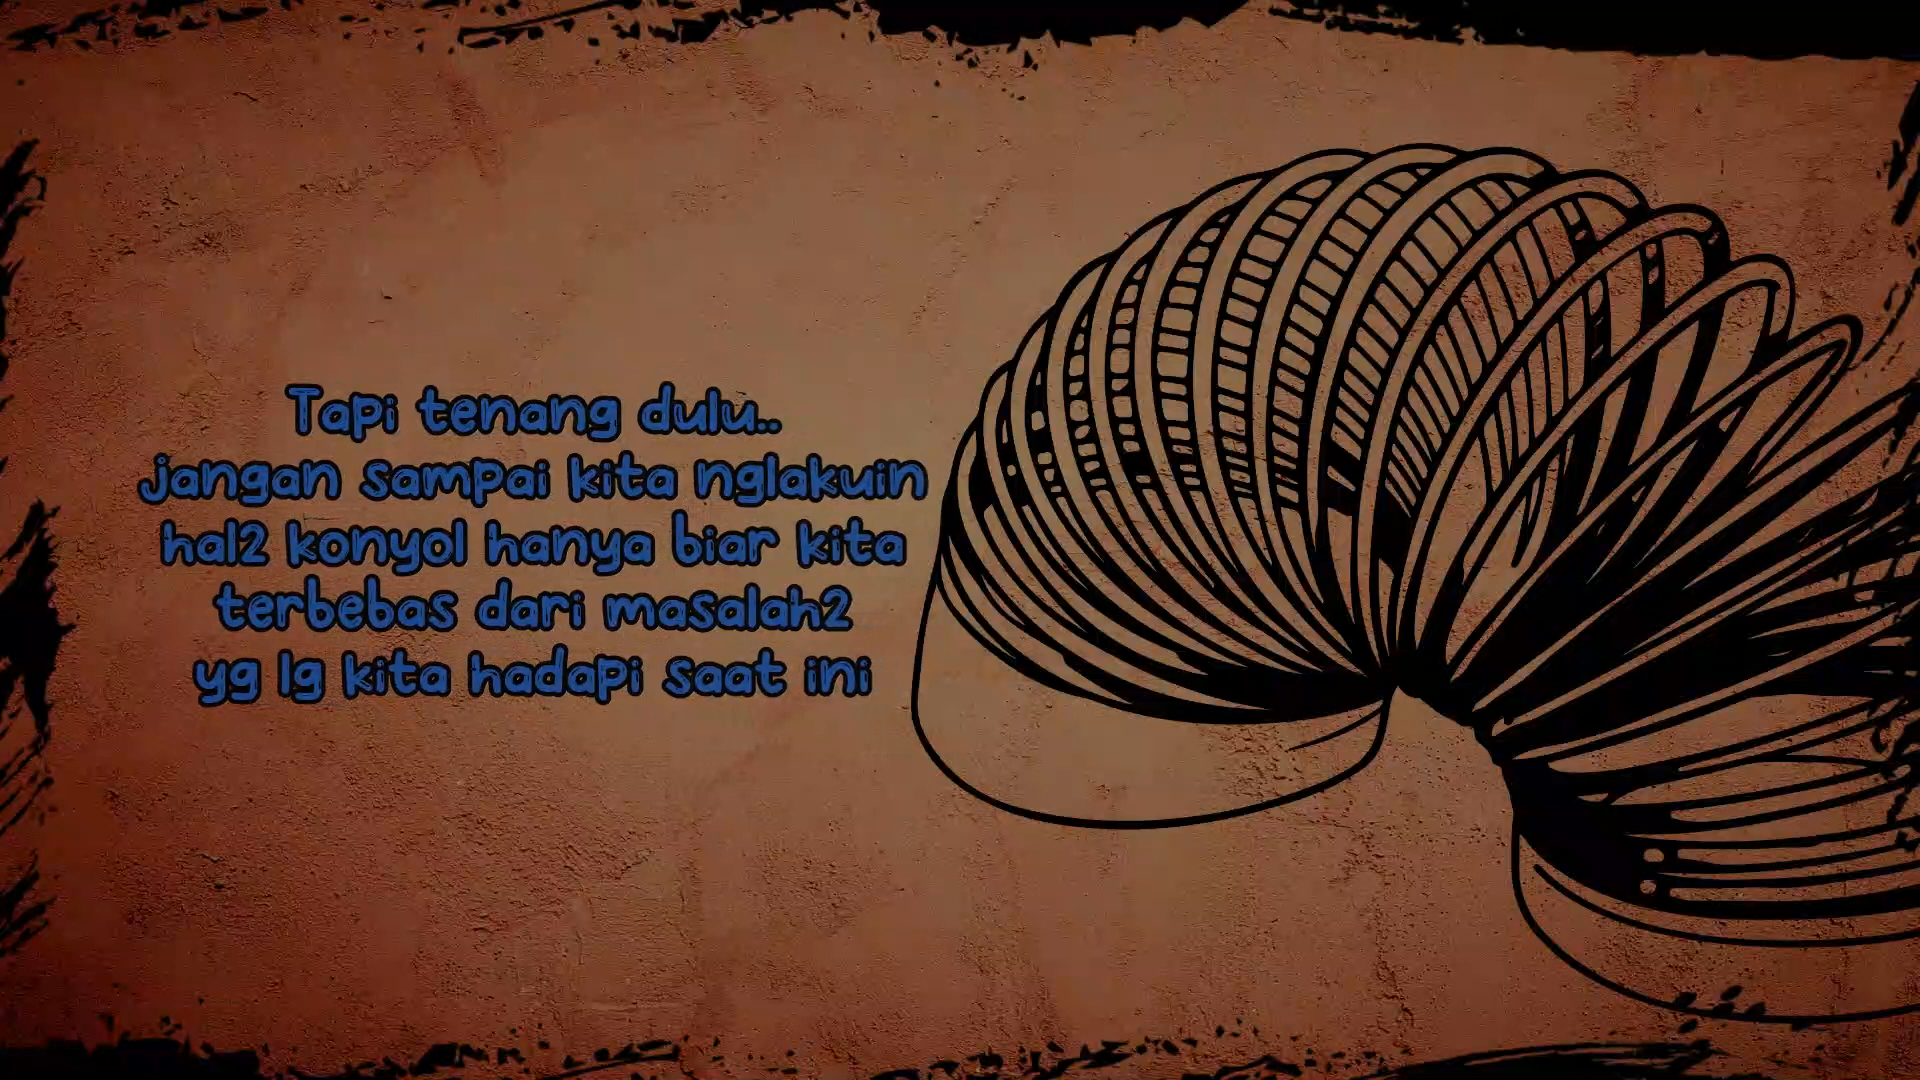 Tapi tenang dulu..
jangan sampai kita nglakuin
hal2 konyol hanya biar kita
terbebas dari masalah2
yg lg kita hadapi saat ini